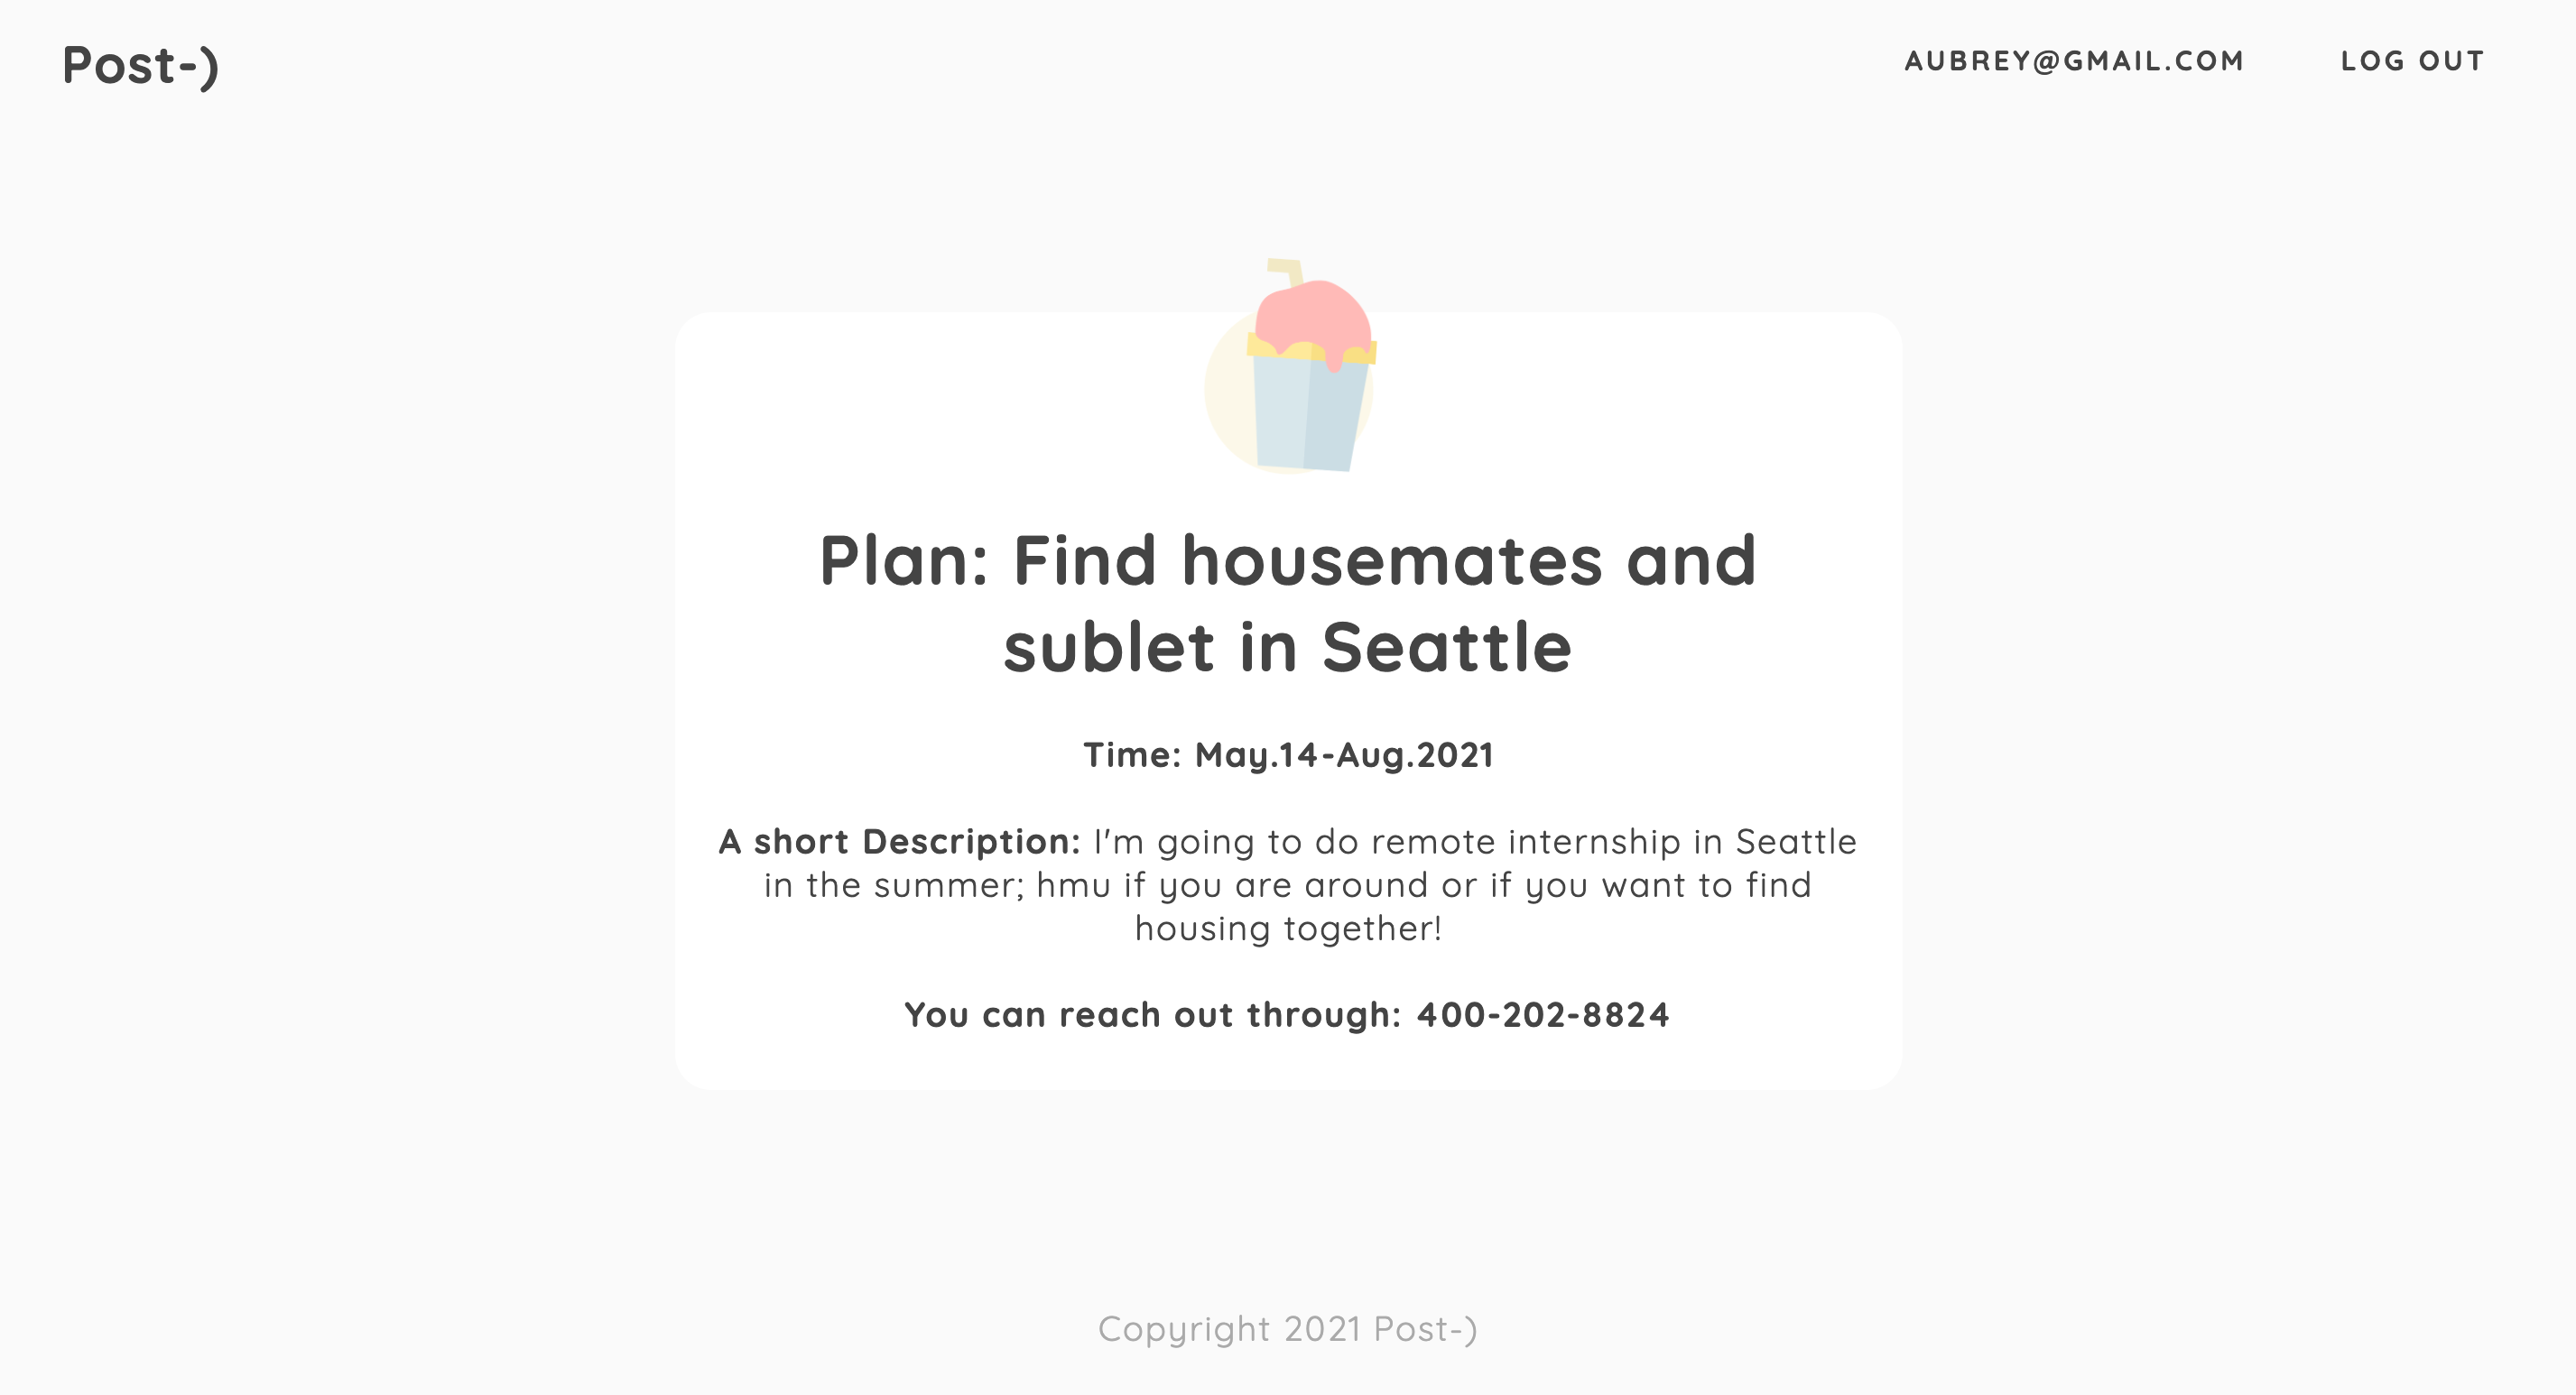 Post-)
AUBREY@GMAIL.COM
LOG OUT
Plan: Find housemates and
sublet in Seattle
Time: May.14-Aug.2021
A short Description: I'm going to do remote internship in Seattle
in the summer; hmu if you are around or if you want to find
housing together!
You can reach out through: 400-202-8824
Copyright 2021 Post-)